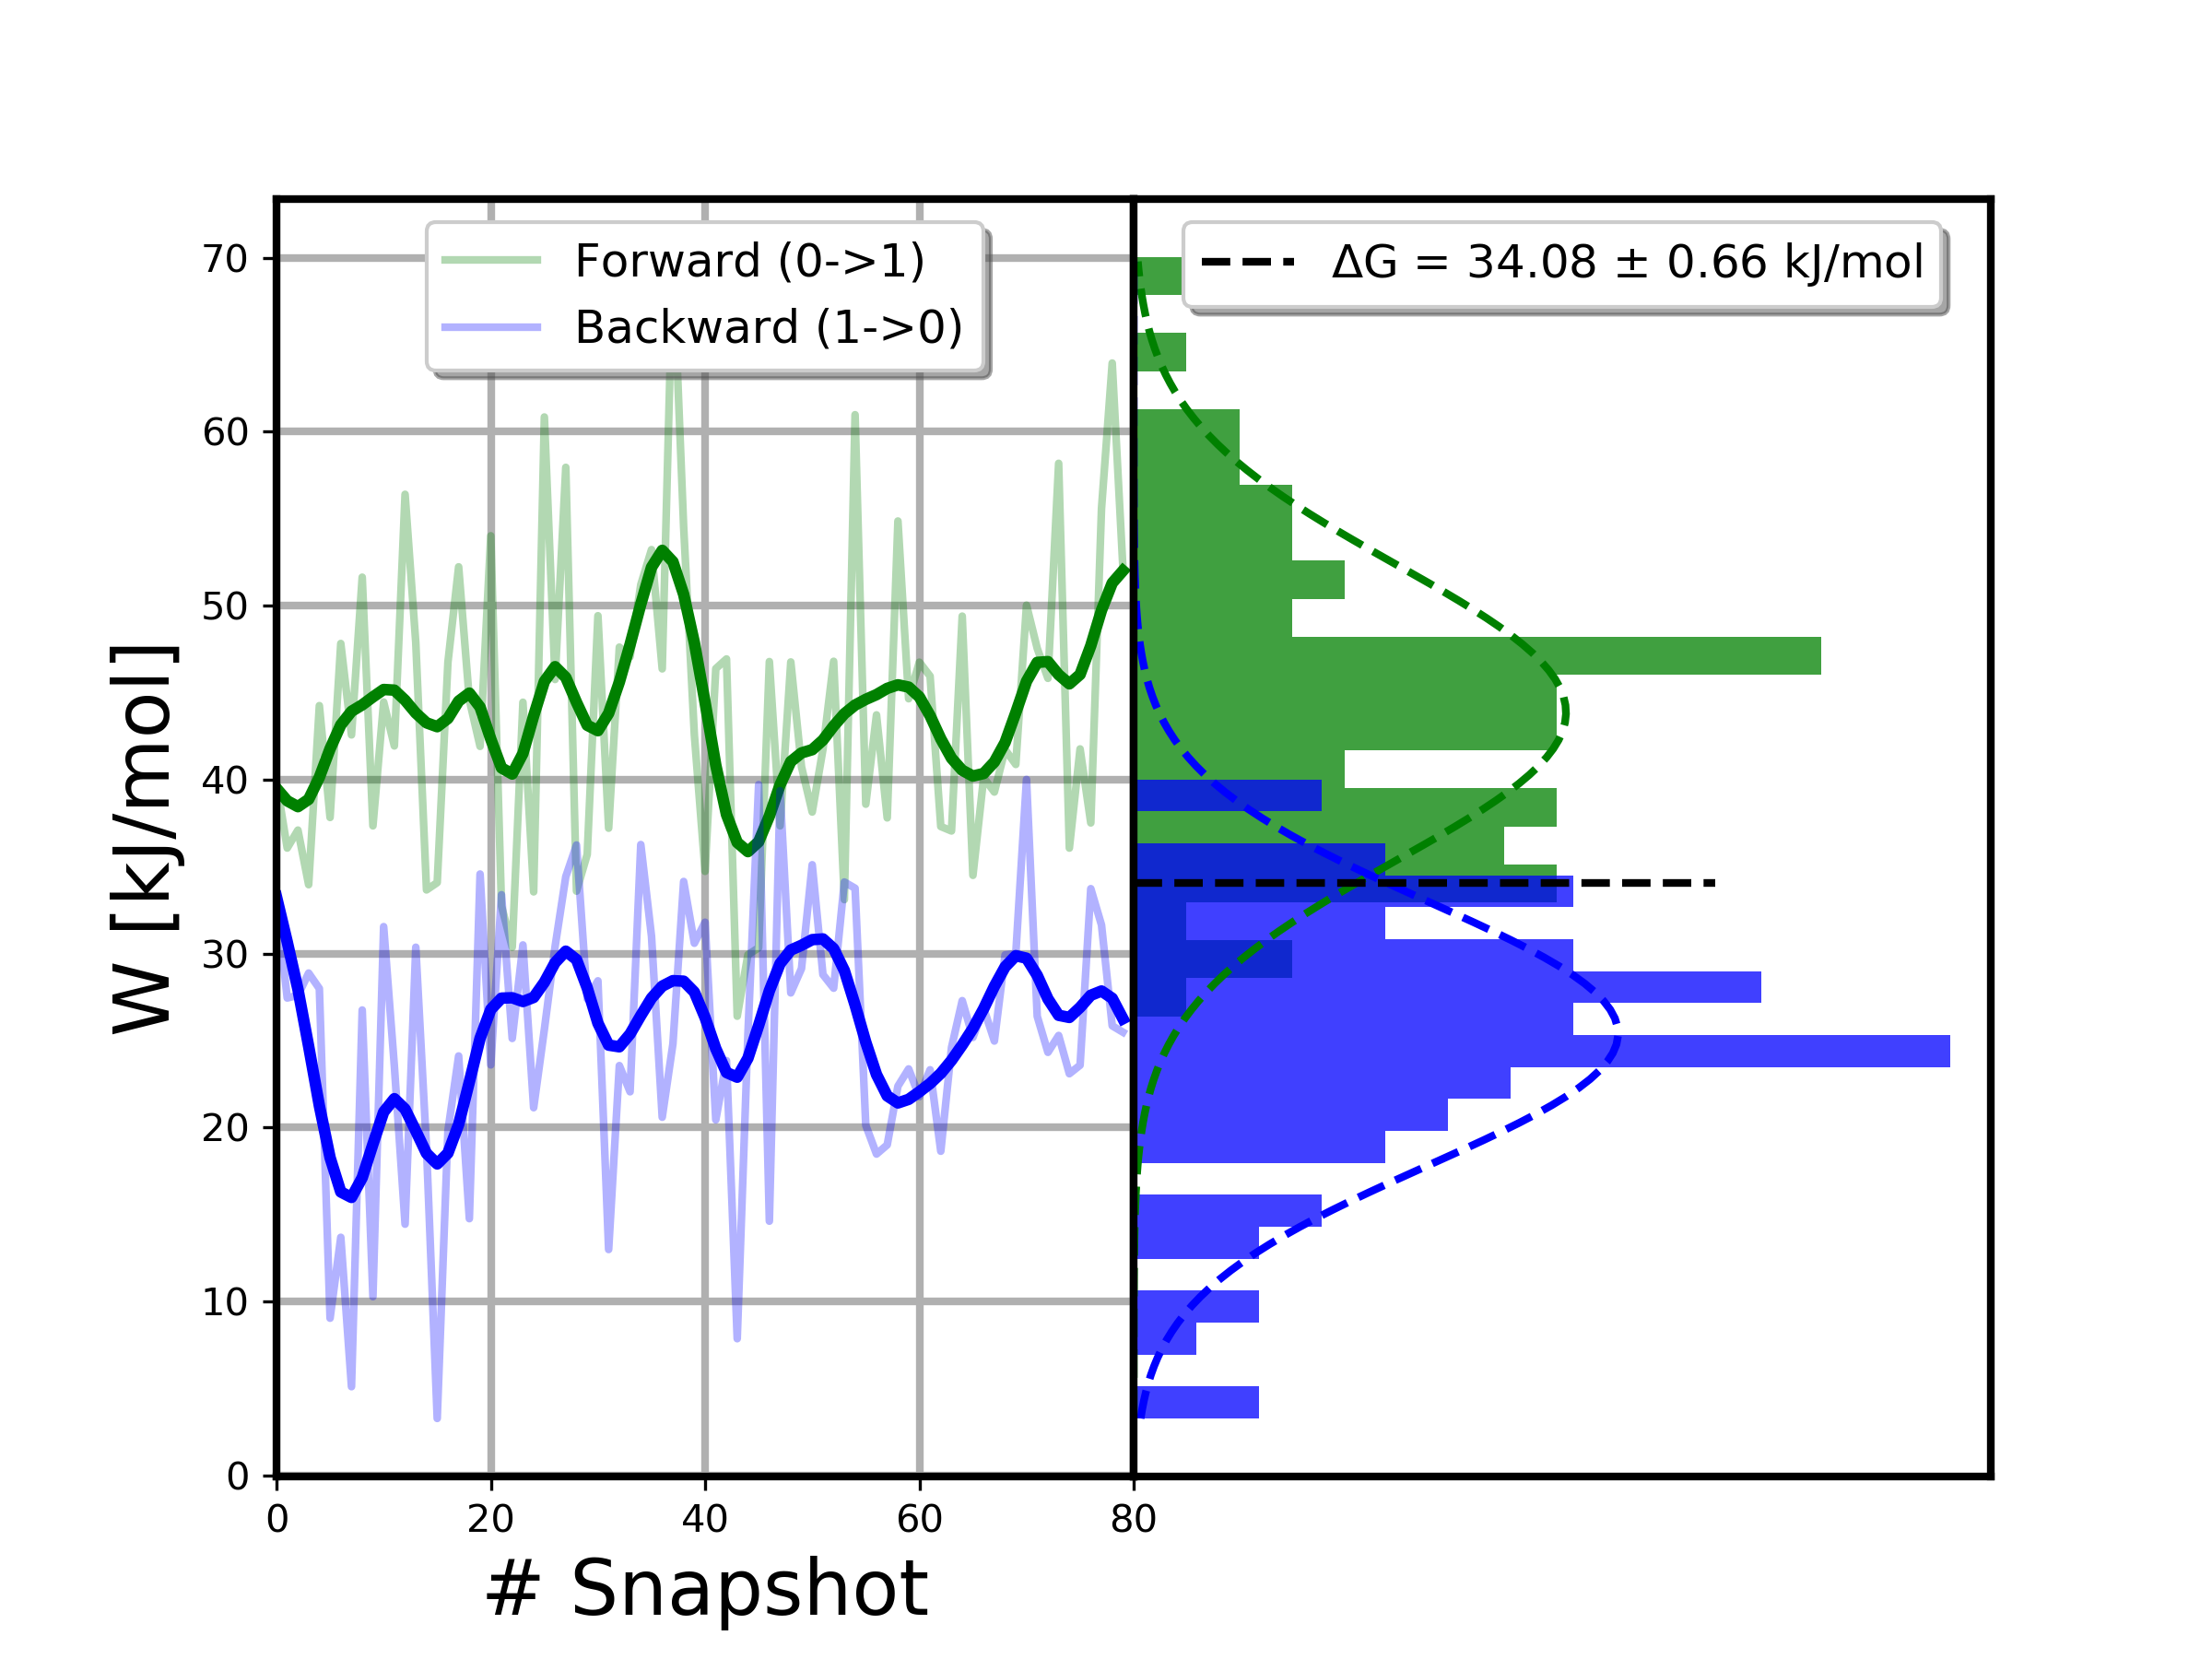 Forward (0->1)
Backward (1->0)
ΔG = 34.08 ± 0.66 kJ/mol
W [kJ/mol]
70
60
50
40
30
20
10
0
0 20 40 60 80
# Snapshot